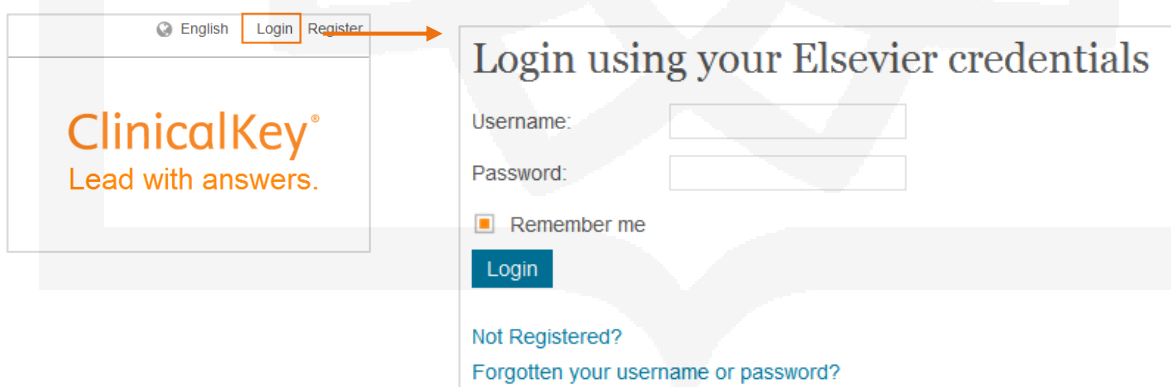 English Login Register
ClinicalKey®
Lead with answers.
Login using your Elsevier credentials
Username:
Password:
Remember me
Login
Not Registered?
Forgotten your username or password?